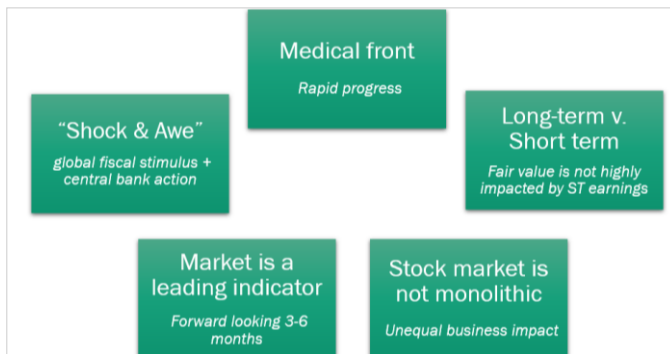 Medical front
Rapid progress
“Shock & Awe”
global fiscal stimulus +
central bank action
Long-term v.
Short term
Fair value is not highly
impacted by ST earnings
Market is a
leading indicator
Forward looking 3-6
months
Stock market is
not monolithic
Unequal business impact